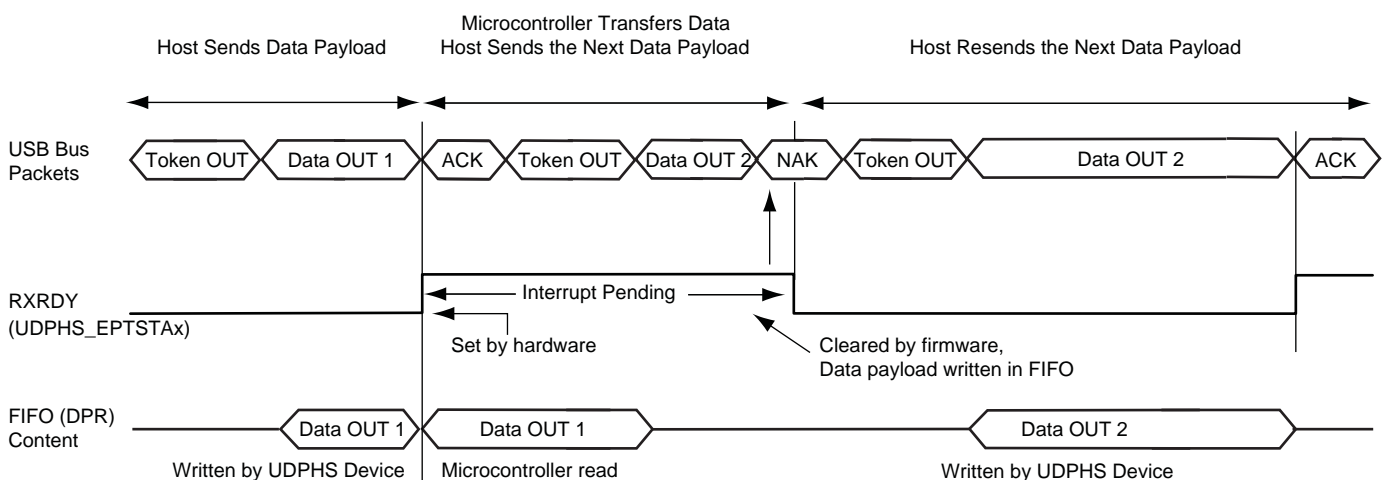 Microcontroller Transfers Data
Host Sends Data Payload
Host Sends the Next Data Payload
Host Resends the Next Data Payload
USB Bus
Packets
Token OUT
Data OUT 1
ACK
Token OUT
Data OUT 2
NAK
Token OUT
Data OUT 2
ACK
RXRDY
(UDPHS_EPTSTAx)
Interrupt Pending
Set by hardware
Cleared by firmware,
Data payload written in FIFO
FIFO (DPR)
Content
Data OUT 1
Data OUT 1
Data OUT 2
Written by UDPHS Device
Microcontroller read
Written by UDPHS Device